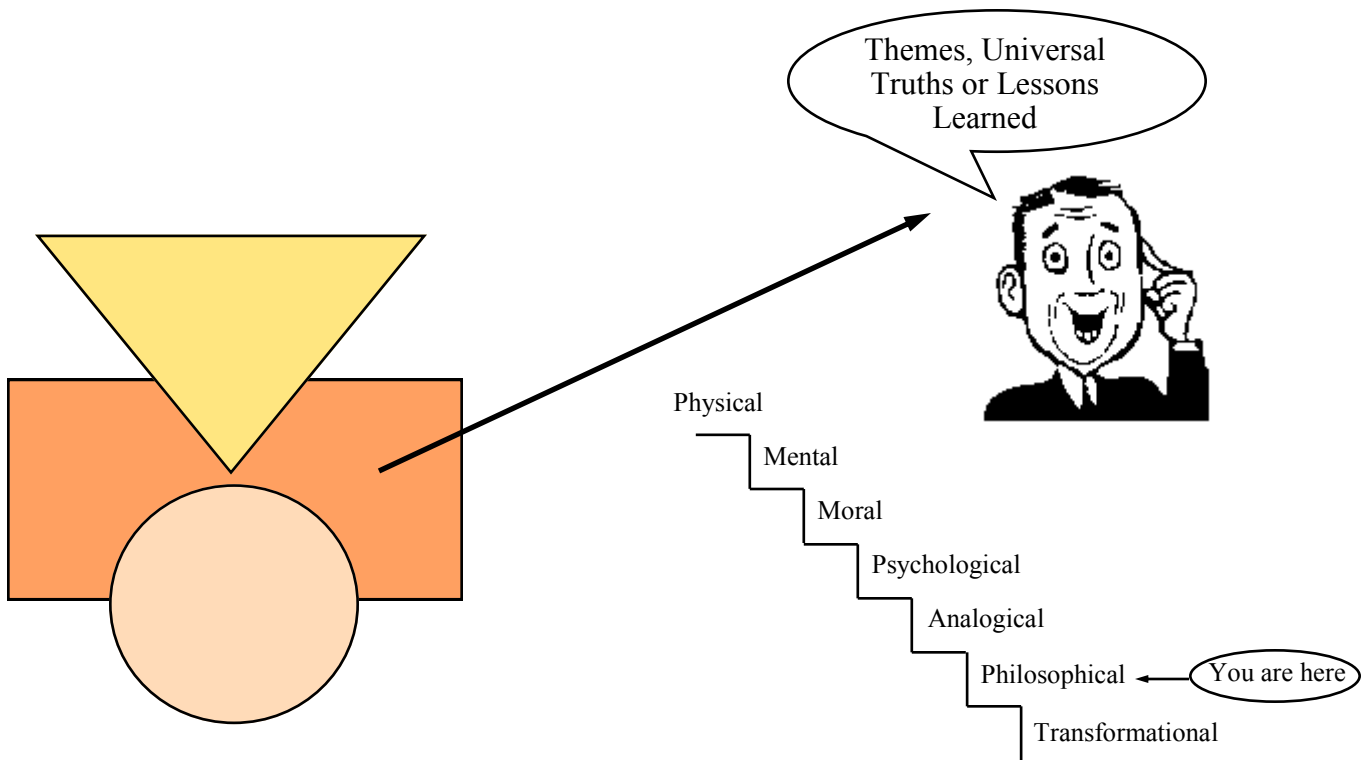 Themes, Universal
Truths or Lessons
Learned
Physical
Mental
Moral
Psychological
Analogical
Philosophical
You are here
Transformational